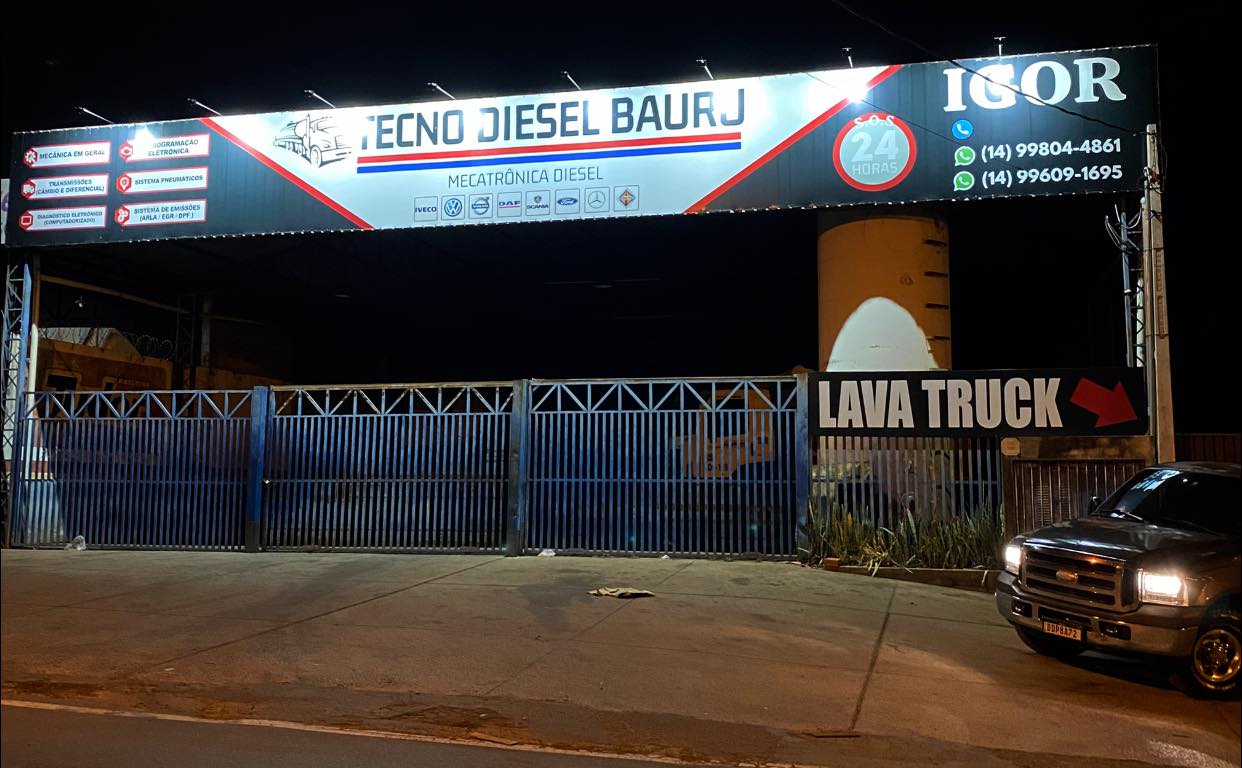 MECÂNICA EM GERAL
TRANSMISSÕES
(CÂMBIO E DIFERENCIAL)
DIAGNÓSTICO ELETRÔNICO
(COMPUTADORIZADO)
PROGRAMAÇÃO
ELETRÔNICA
SISTEMA PNEUMÁTICOS
SISTEMA DE EMISSÕES
(ARLA / EGR / DPF)
TECNO DIESEL BAURU
MECATRÔNICA DIESEL
IVECO
VOLVO
DAF
SCANIA
Ford
S.O.S
24
HORAS
IGOR
(14) 99804-4861
(14) 99609-1695
LAVA TRUCK